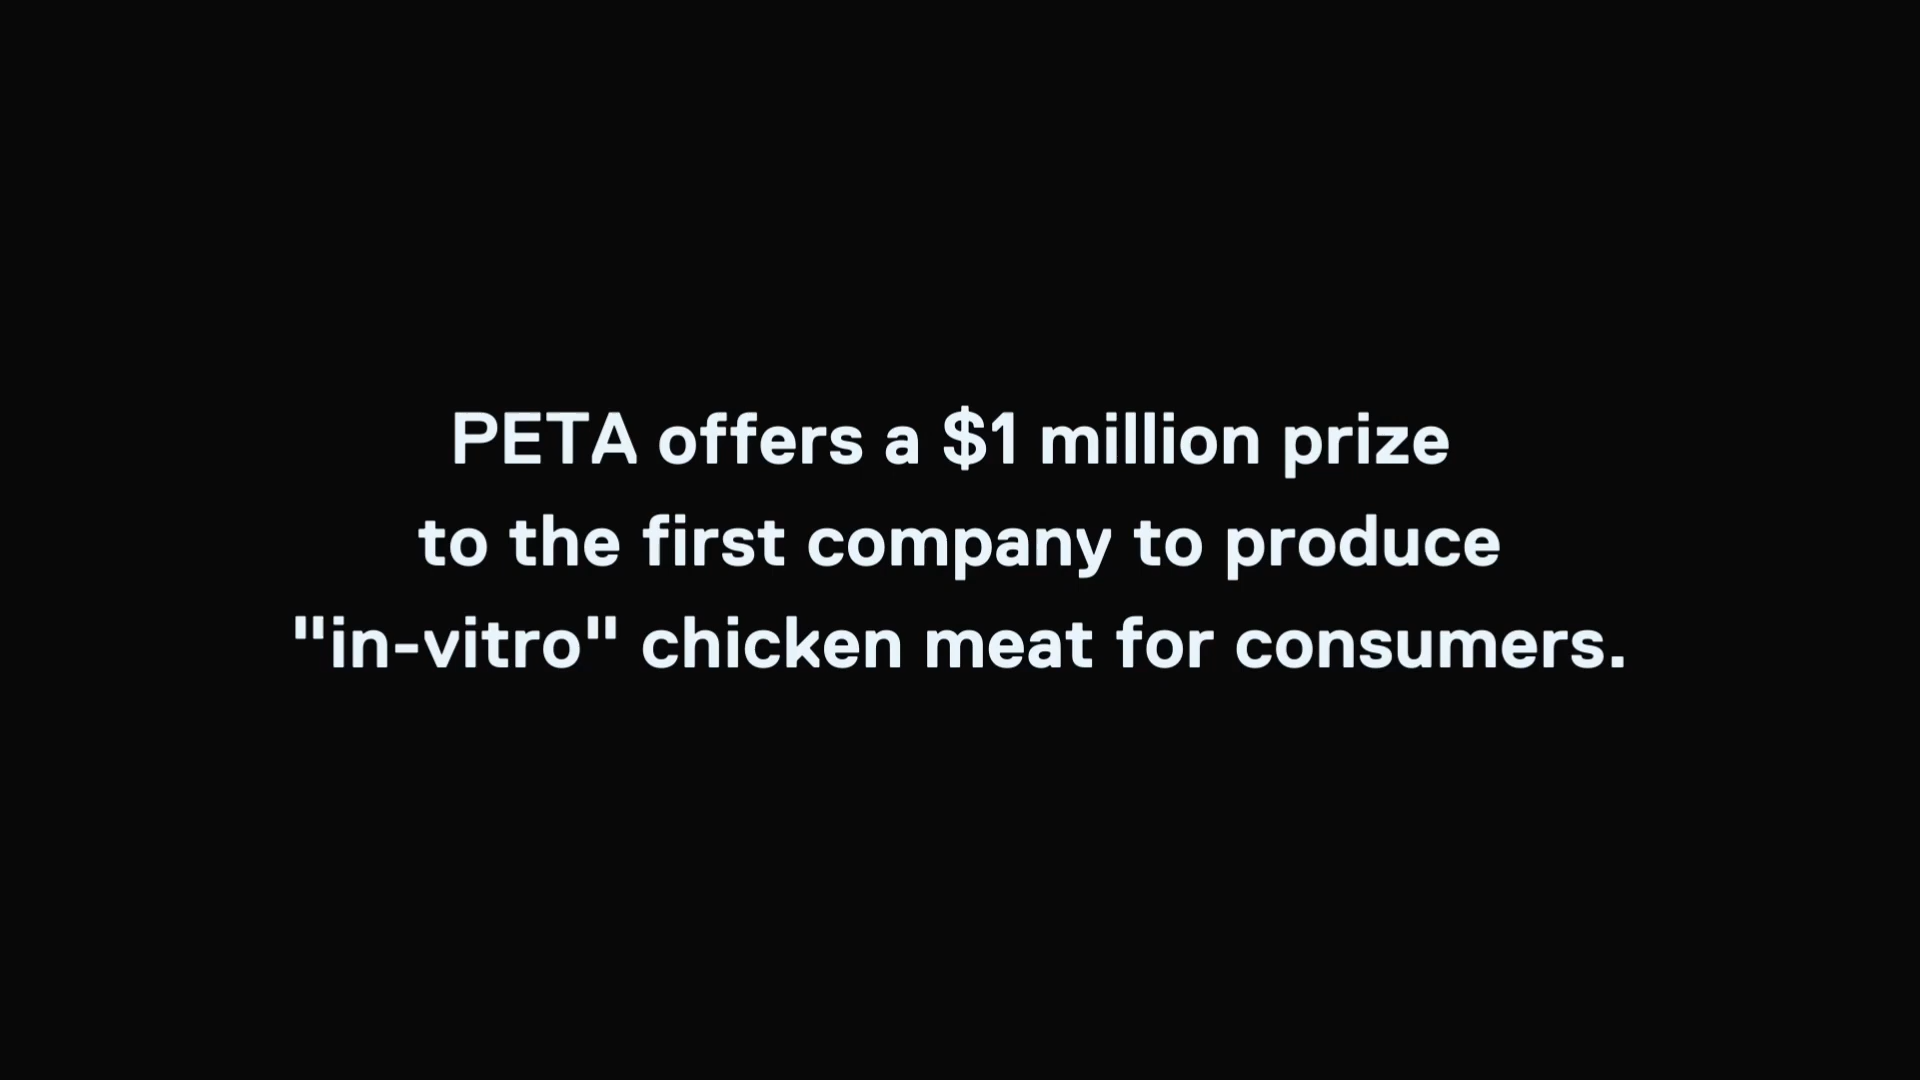 PETA offers a $1 million prize
to the first company to produce
"in-vitro" chicken meat for consumers.